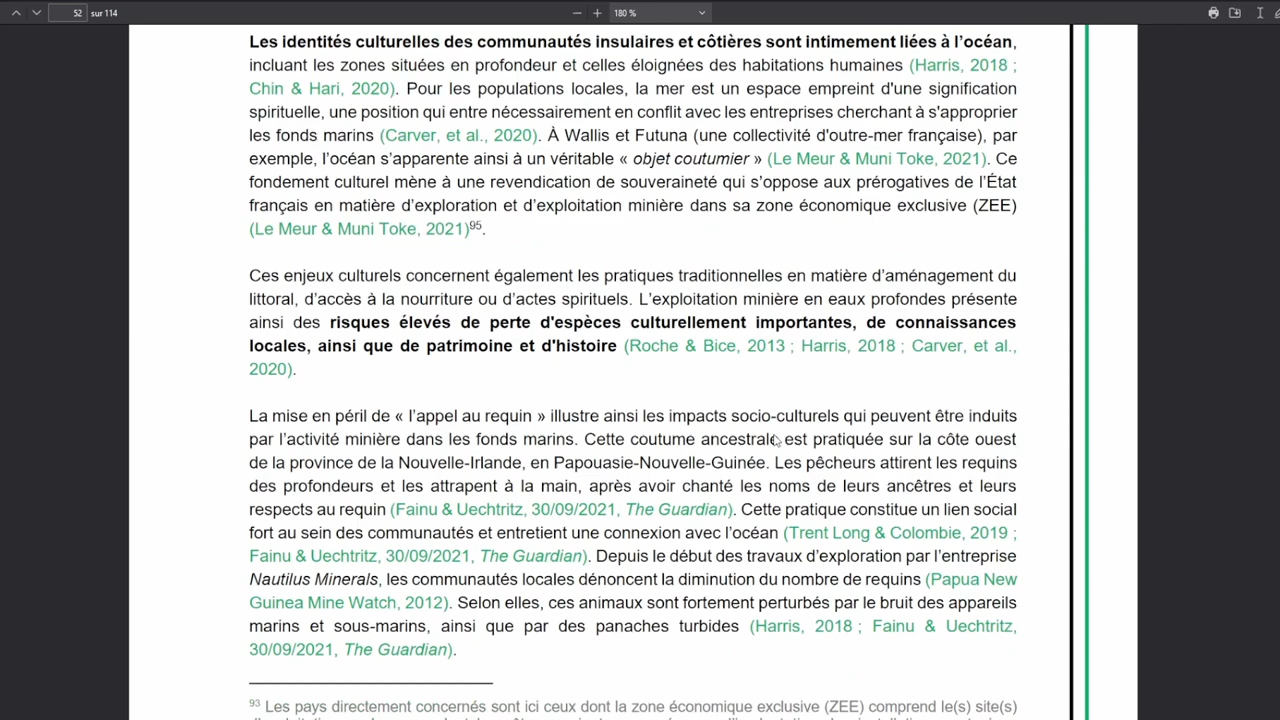 52 sur 114 180 %
Les identités culturelles des communautés insulaires et côtières sont intimement liées à l’océan,
incluant les zones situées en profondeur et celles éloignées des habitations humaines (Harris, 2018 ;
Chin & Hari, 2020). Pour les populations locales, la mer est un espace empreint d'une signification
spirituelle, une position qui entre nécessairement en conflit avec les entreprises cherchant à s'approprier
les fonds marins (Carver, et al., 2020). À Wallis et Futuna (une collectivité d'outre-mer française), par
exemple, l’océan s’apparente ainsi à un véritable « objet coutumier » (Le Meur & Muni Toke, 2021). Ce
fondement culturel mène à une revendication de souveraineté qui s’oppose aux prérogatives de l’État
français en matière d’exploration et d’exploitation minière dans sa zone économique exclusive (ZEE)
(Le Meur & Muni Toke, 2021)95.
Ces enjeux culturels concernent également les pratiques traditionnelles en matière d’aménagement du
littoral, d’accès à la nourriture ou d’actes spirituels. L’exploitation minière en eaux profondes présente
ainsi des risques élevés de perte d'espèces culturellement importantes, de connaissances
locales, ainsi que de patrimoine et d'histoire (Roche & Bice, 2013 ; Harris, 2018 ; Carver, et al.,
2020).
La mise en péril de « l’appel au requin » illustre ainsi les impacts socio-culturels qui peuvent être induits
par l’activité minière dans les fonds marins. Cette coutume ancestrale est pratiquée sur la côte ouest
de la province de la Nouvelle-Irlande, en Papouasie-Nouvelle-Guinée. Les pêcheurs attirent les requins
des profondeurs et les attrapent à la main, après avoir chanté les noms de leurs ancêtres et leurs
respects au requin (Fainu & Uechtritz, 30/09/2021, The Guardian). Cette pratique constitue un lien social
fort au sein des communautés et entretient une connexion avec l’océan (Trent Long & Colombie, 2019 ;
Fainu & Uechtritz, 30/09/2021, The Guardian). Depuis le début des travaux d’exploration par l’entreprise
Nautilus Minerals, les communautés locales dénoncent la diminution du nombre de requins (Papua New
Guinea Mine Watch, 2012). Selon elles, ces animaux sont fortement perturbés par le bruit des appareils
marins et sous-marins, ainsi que par des panaches turbides (Harris, 2018 ; Fainu & Uechtritz,
30/09/2021, The Guardian).
93 Les pays directement concernés sont ici ceux dont la zone économique exclusive (ZEE) comprend le(s) site(s)